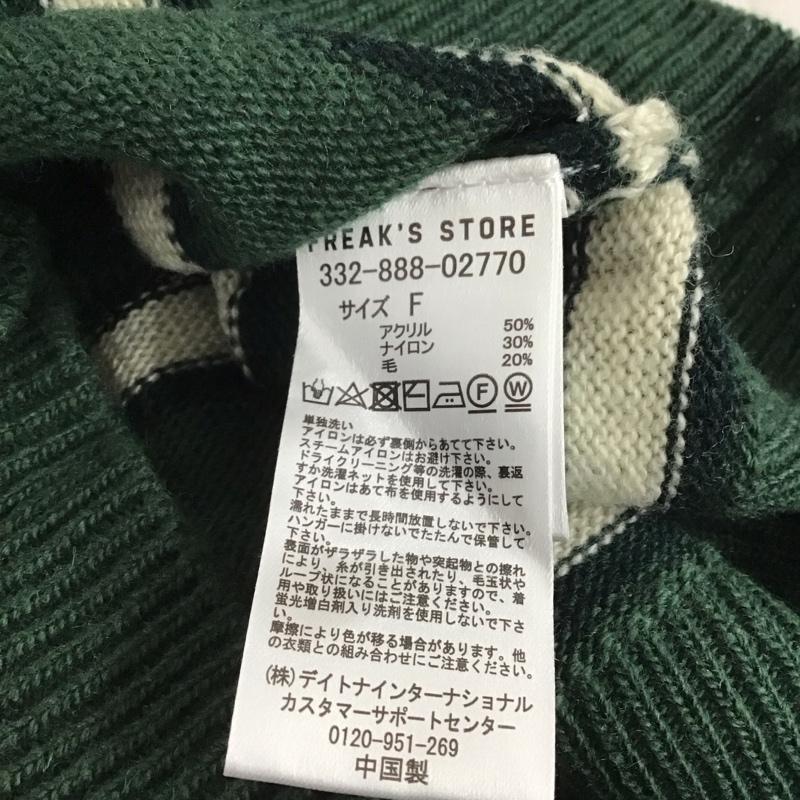 FREAK'S STORE
332-888-02770
サイズ F
アクリル 50%
ナイロン 30%
毛 20%
F W
単独洗い
アイロンは必ず裏側からあてて下さい。
スチームアイロンはお避け下さい。
ドライクリーニング等の洗濯の際、裏返
すか洗濯ネットを使用して下さい。
アイロンはあて布を使用するようにして
下さい。
濡れたままで長時間放置しないで下さい。
ハンガーに掛けないでたたんで保管して
下さい。
表面がザラザラした物や突起物との擦れ
により、糸が引き出されたり、毛玉状や
ループ状になることがありますので、着
用や取り扱いにはご注意ください。
蛍光増白剤入り洗剤を使用しないで下さ
い。
摩擦により色が移る場合があります。他
の衣類との組み合わせにご注意ください。
(株)デイトナインターナショナル
カスタマーサポートセンター
0120-951-269
中国製